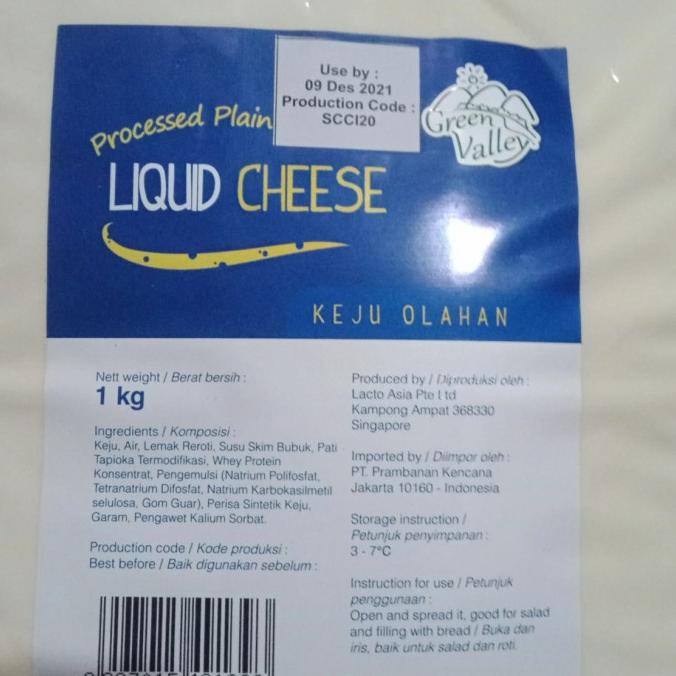 Use by :
09 Des 2021
Production Code :
SCCI20
Green
Valley
Processed Plain
LIQUID CHEESE
KEJU OLAHAN
Nett weight / Berat bersih :
1 kg
Ingredients / Komposisi :
Keju, Air, Lemak Reroti, Susu Skim Bubuk, Pati
Tapioka Termodifikasi, Whey Protein
Konsentrat, Pengemulsi (Natrium Polifosfat,
Tetranatrium Difosfat, Natrium Karbokasilmetil
selulosa, Gom Guar), Perisa Sintetik Keju,
Garam, Pengawet Kalium Sorbat.
Production code / Kode produksi :
Best before / Baik digunakan sebelum :
Produced by / Diproduksi oleh :
Lacto Asia Pte Ltd
Kampong Ampat 368330
Singapore
Imported by / Diimpor oleh :
PT. Prambanan Kencana
Jakarta 10160 - Indonesia
Storage instruction /
Petunjuk penyimpanan :
3 - 7°C
Instruction for use / Petunjuk
penggunaan :
Open and spread it, good for salad
and filling with bread / Buka dan
iris, baik untuk salad dan roti.